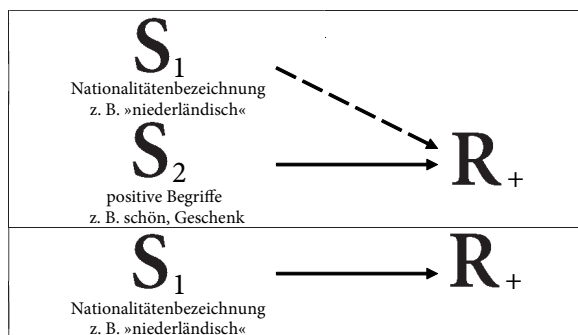 S1
Nationalitätenbezeichnung
z. B. »niederländisch«
S2
R+
positive Begriffe
z. B. schön, Geschenk
S1
R+
Nationalitätenbezeichnung
z. B. »niederländisch«